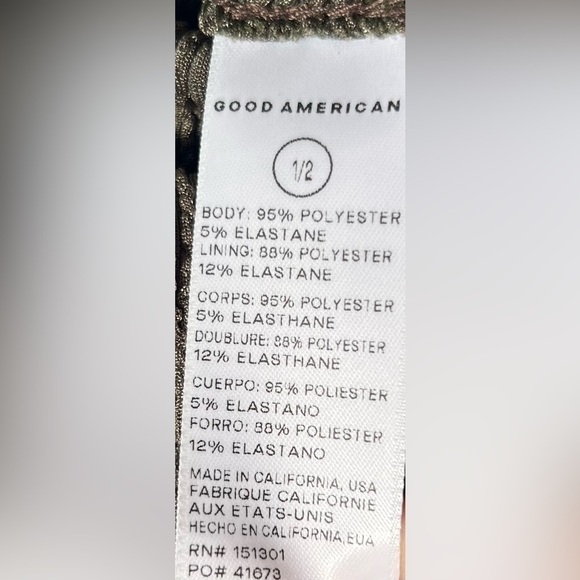 GOOD AMERICAN
1/2
BODY: 95% POLYESTER
5% ELASTANE
LINING: 88% POLYESTER
12% ELASTANE
CORPS: 95% POLYESTER
5% ELASTHANE
DOUBLURE: 88% POLYESTER
12% ELASTHANE
CUERPO: 95% POLIESTER
5% ELASTANO
FORRO: 88% POLIESTER
12% ELASTANO
MADE IN CALIFORNIA, USA
FABRIQUE CALIFORNIE
AUX ETATS-UNIS
HECHO EN CALIFORNIA,EUA
RN# 151301
PO# 41673